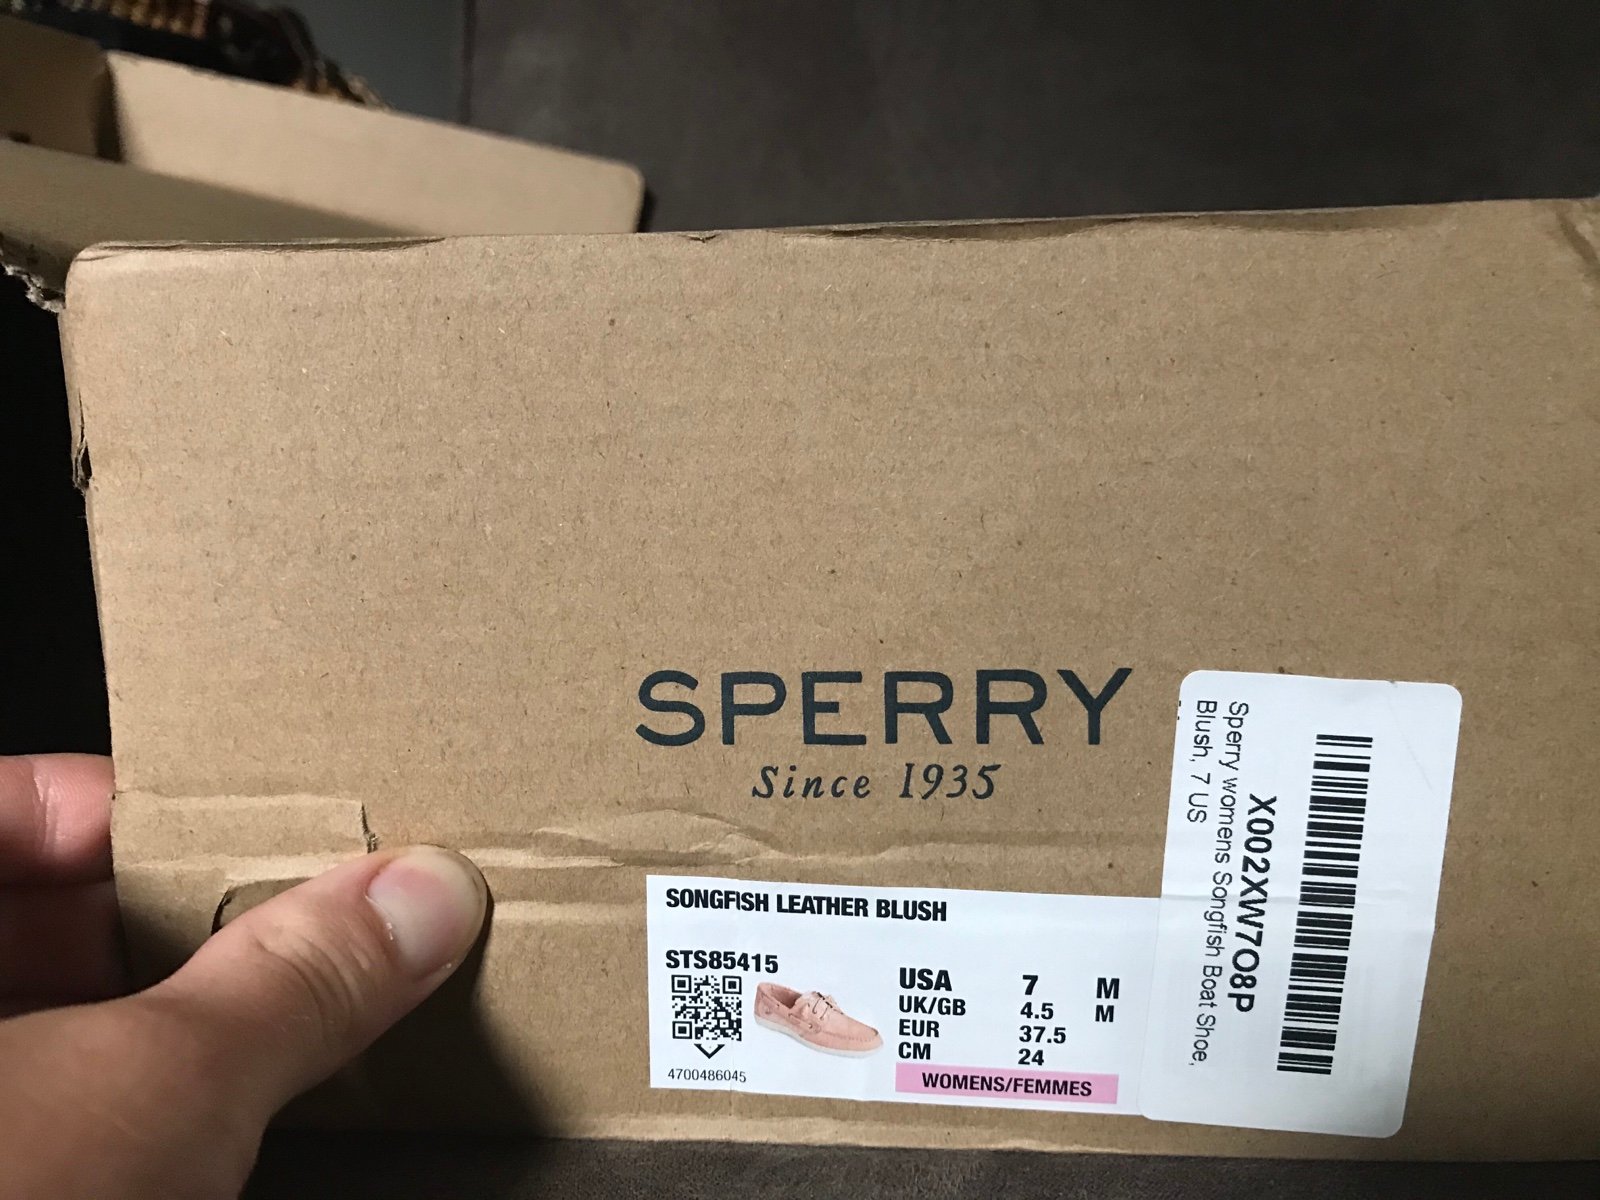 SPERRY
Since 1935
SONGFISH LEATHER BLUSH
STS85415
USA 7 M
UK/GB 4.5 M
EUR 37.5
CM 24
WOMENS/FEMMES
4700486045
X002XW7O8P
Sperry womens Songfish Boat Shoe,
Blush, 7 US